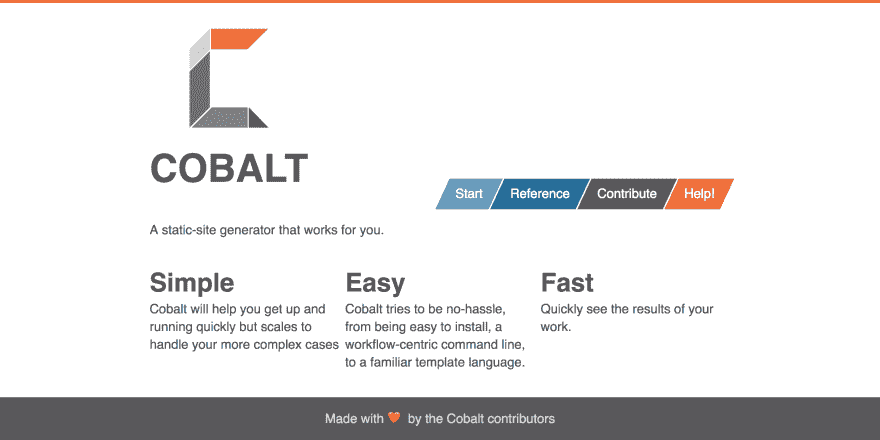 COBALT
Start Reference Contribute Help!
A static-site generator that works for you.
Simple
Cobalt will help you get up and
running quickly but scales to
handle your more complex cases
Easy
Cobalt tries to be no-hassle,
from being easy to install, a
workflow-centric command line,
to a familiar template language.
Fast
Quickly see the results of your
work.
Made with 🧡 by the Cobalt contributors